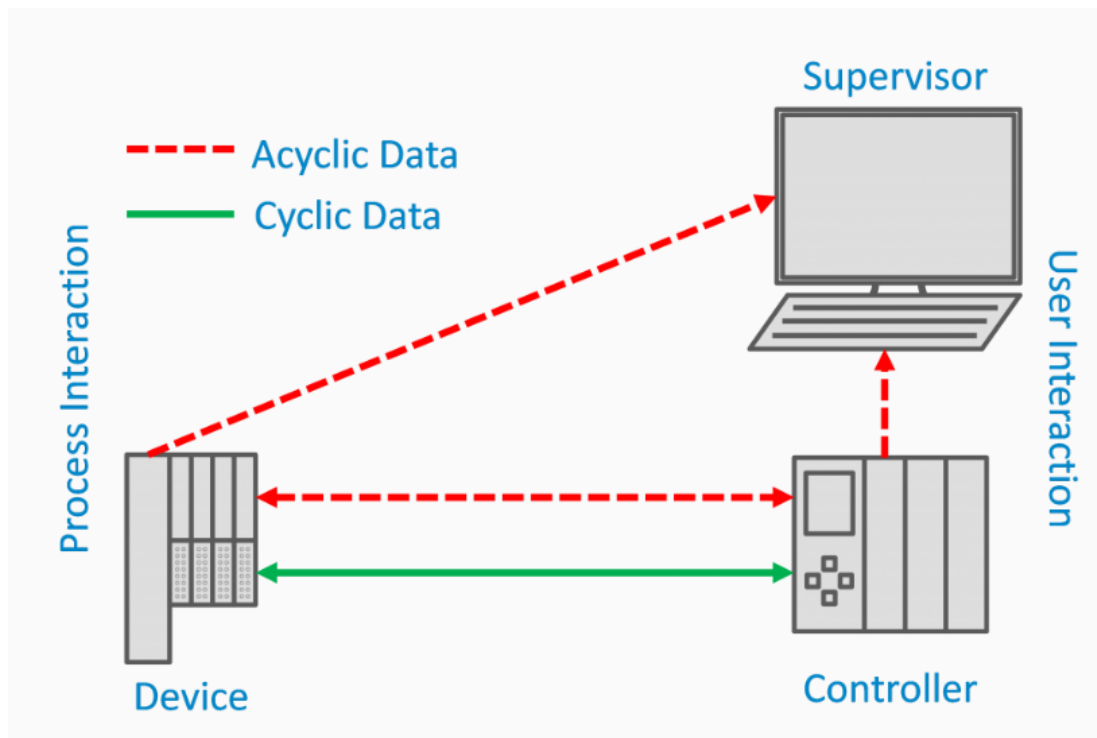 Supervisor
Acyclic Data
Cyclic Data
Process Interaction
User Interaction
Device
Controller